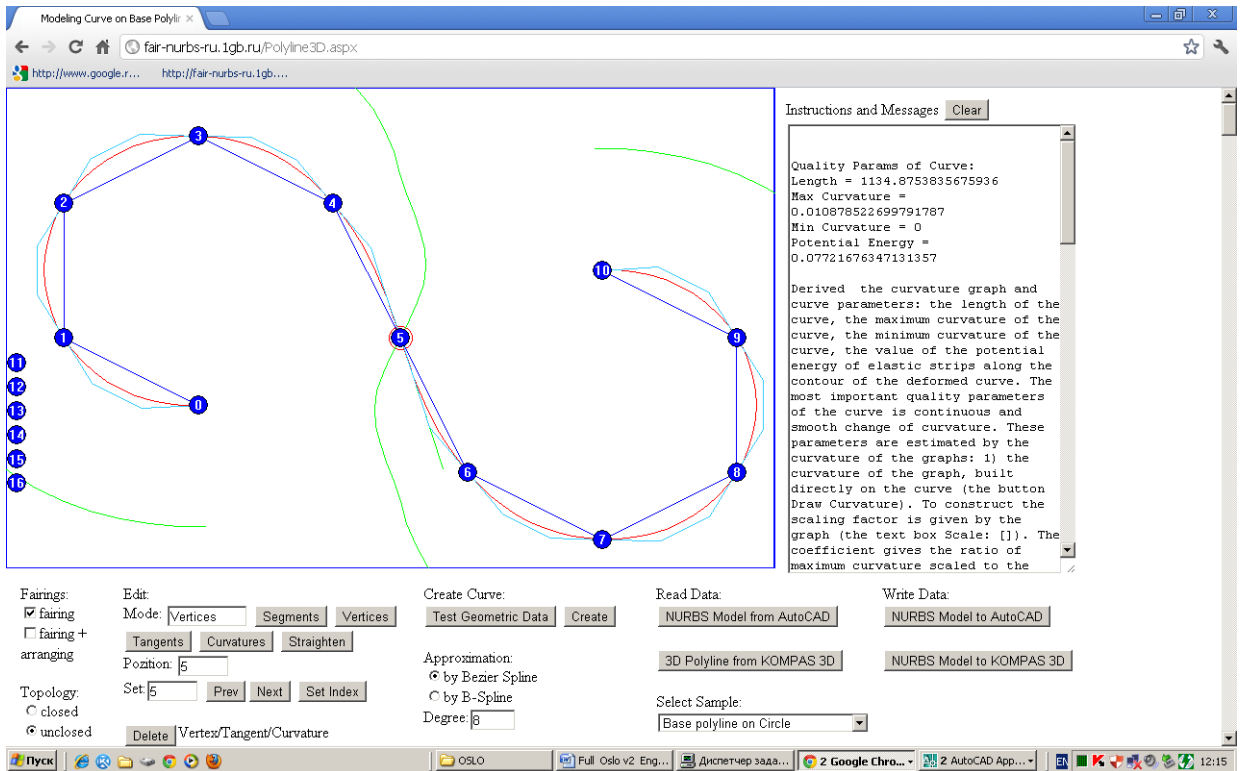 Modeling Curve on Base Polylir
fair-nurbs-ru.1gb.ru/Polyline3D.aspx
http://www.google.r... http://fair-nurbs-ru.1gb....
3
2
4
10
1
5
9
11
12
13
0
14
15
16
6
8
7
Instructions and Messages Clear
Quality Params of Curve:
Length = 1134.8753835675936
Max Curvature =
0.010878522699791787
Min Curvature = 0
Potential Energy =
0.07721676347131357
Derived the curvature graph and
curve parameters: the length of the
curve, the maximum curvature of the
curve, the minimum curvature of the
curve, the value of the potential
energy of elastic strips along the
contour of the deformed curve. The
most important quality parameters
of the curve is continuous and
smooth change of curvature. These
parameters are estimated by the
curvature of the graphs: 1) the
curvature of the graph, built
directly on the curve (the button
Draw Curvature). To construct the
scaling factor is given by the
graph (the text box Scale: []). The
coefficient gives the ratio of
maximum curvature scaled to the
Fairings:
fairing
fairing +
arranging
Topology:
closed
unclosed
Edit:
Mode: Vertices Segments Vertices
Tangents Curvatures Straighten
Pozition: 5
Set: 5 Prev Next Set Index
Delete Vertex/Tangent/Curvature
Create Curve:
Test Geometric Data Create
Approximation:
by Bezier Spline
by B-Spline
Degree: 8
Read Data:
NURBS Model from AutoCAD
3D Polyline from KOMPAS 3D
Select Sample:
Base polyline on Circle
Write Data:
NURBS Model to AutoCAD
NURBS Model to KOMPAS 3D
Пуск OSLO Full Oslo v2 Eng... Диспетчер зада... 2 Google Chro... 2 AutoCAD App... EN 12:15